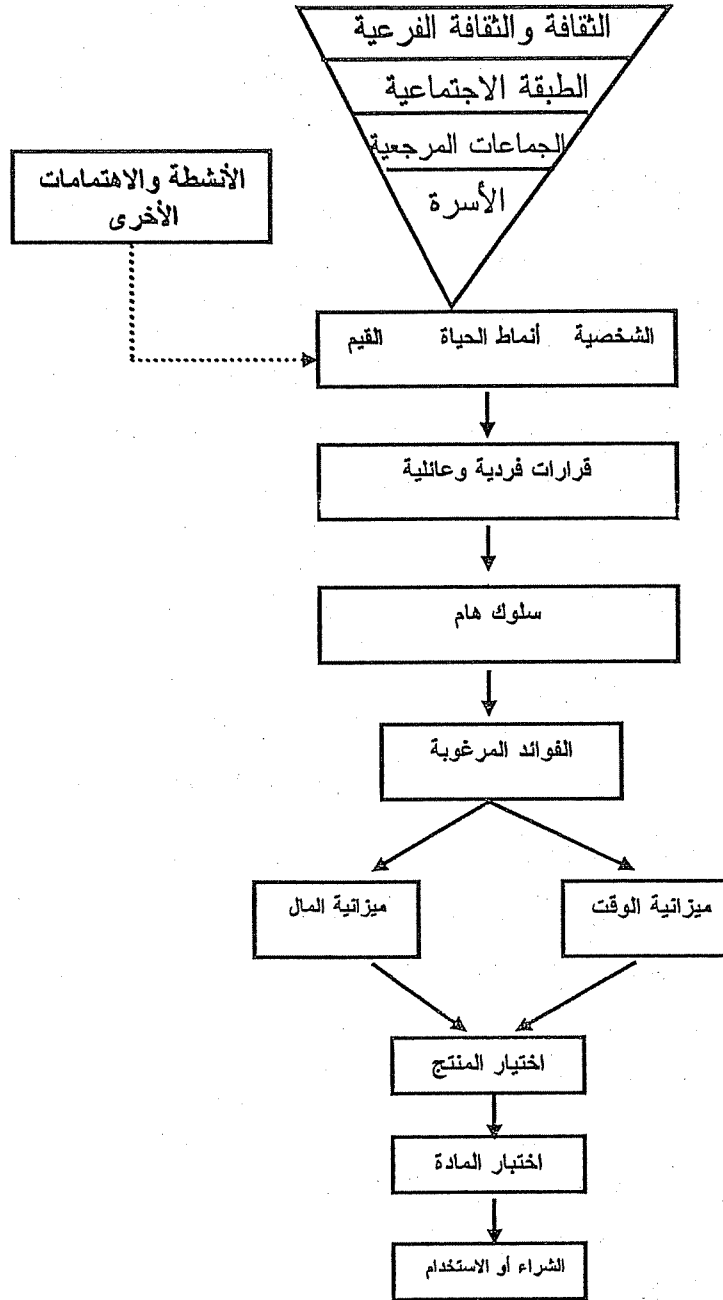 الثقافة والثقافة الفرعية
الطبقة الاجتماعية
الجماعات المرجعية
الأسرة
الأنشطة والاهتمامات
الأخرى
الشخصية أنماط الحياة القيم
قرارات فردية وعائلية
سلوك هام
الفوائد المرغوبة
ميزانية الوقت
ميزانية المال
اختيار المنتج
اختبار المادة
الشراء أو الاستخدام